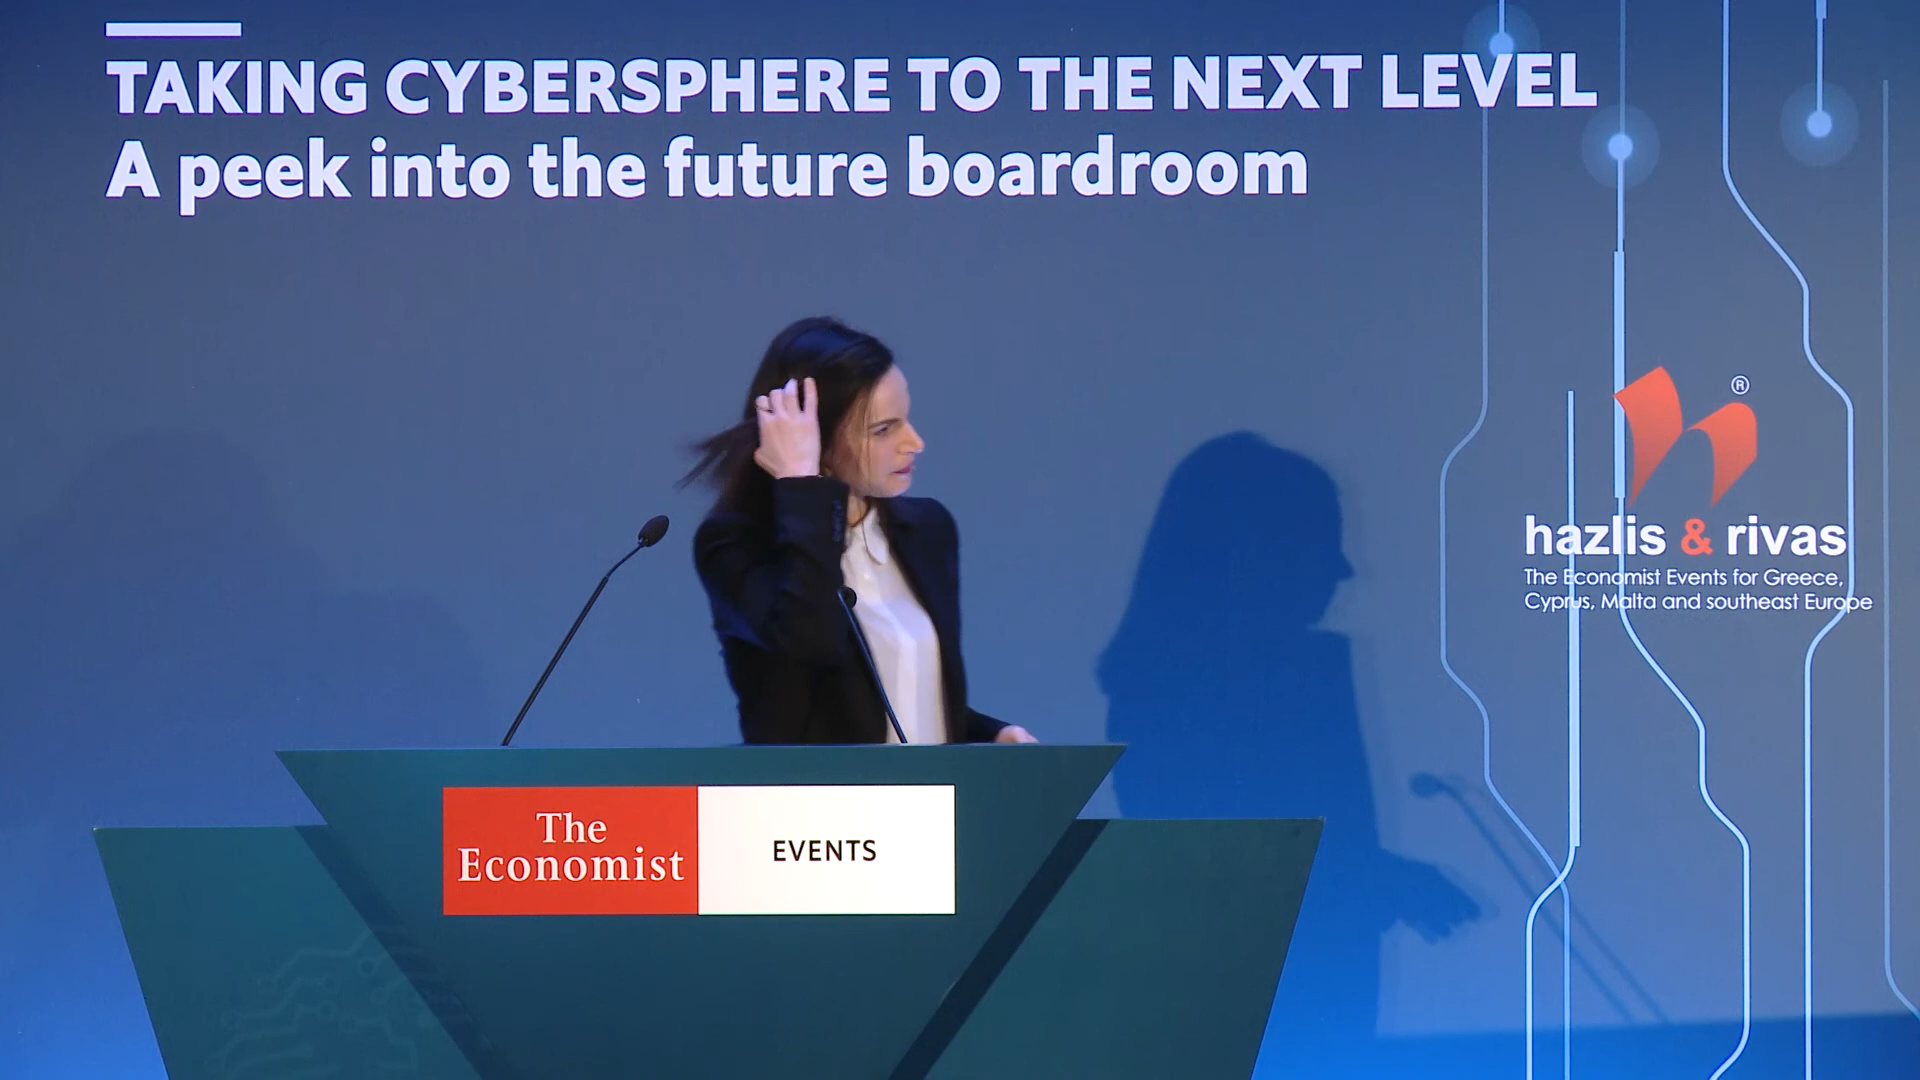 TAKING CYBERSPHERE TO THE NEXT LEVEL
A peek into the future boardroom
®
hazlis & rivas
The Economist Events for Greece,
Cyprus, Malta and southeast Europe
The
Economist
EVENTS